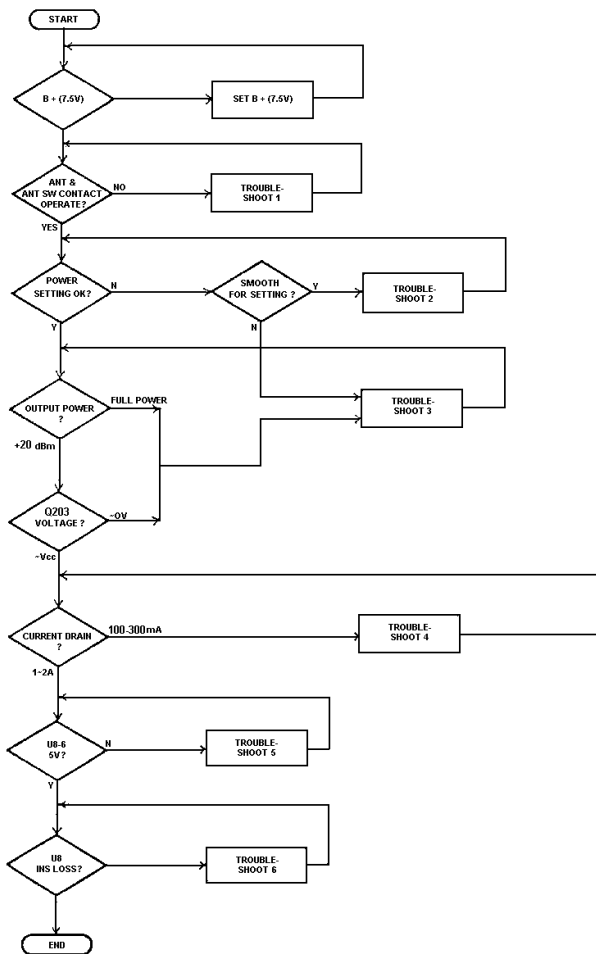 START
B + (7.5V)
SET B + (7.5V)
ANT &
ANT SW CONTACT
OPERATE?
NO
TROUBLE-
SHOOT 1
YES
POWER
SETTING OK?
N
SMOOTH
FOR SETTING ?
Y
TROUBLE-
SHOOT 2
Y
N
OUTPUT POWER
?
FULL POWER
TROUBLE-
SHOOT 3
+20 dBm
Q203
VOLTAGE ?
~OV
~Vcc
CURRENT DRAIN
?
100-300mA
TROUBLE-
SHOOT 4
1~2A
U8-6
5V?
N
TROUBLE-
SHOOT 5
Y
U8
INS LOSS?
TROUBLE-
SHOOT 6
END